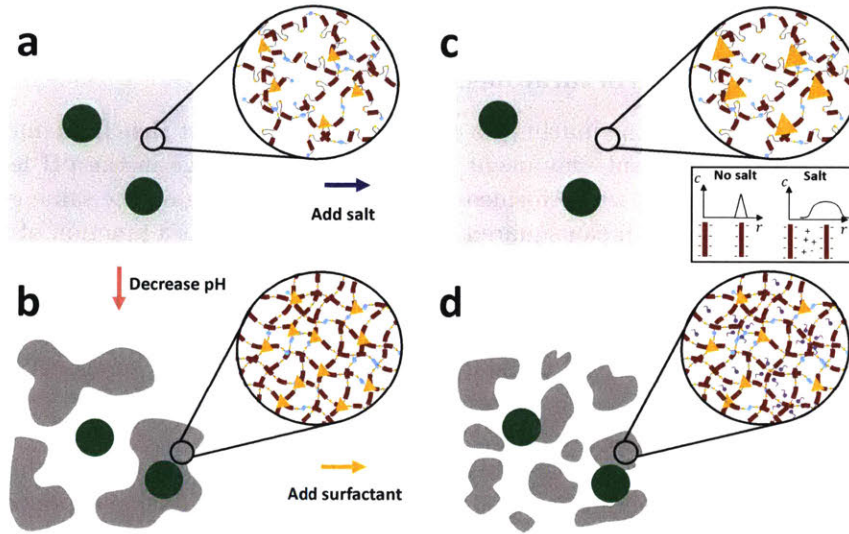 a
Add salt
c
No salt Salt
c r c r
Decrease pH
b
Add surfactant
d